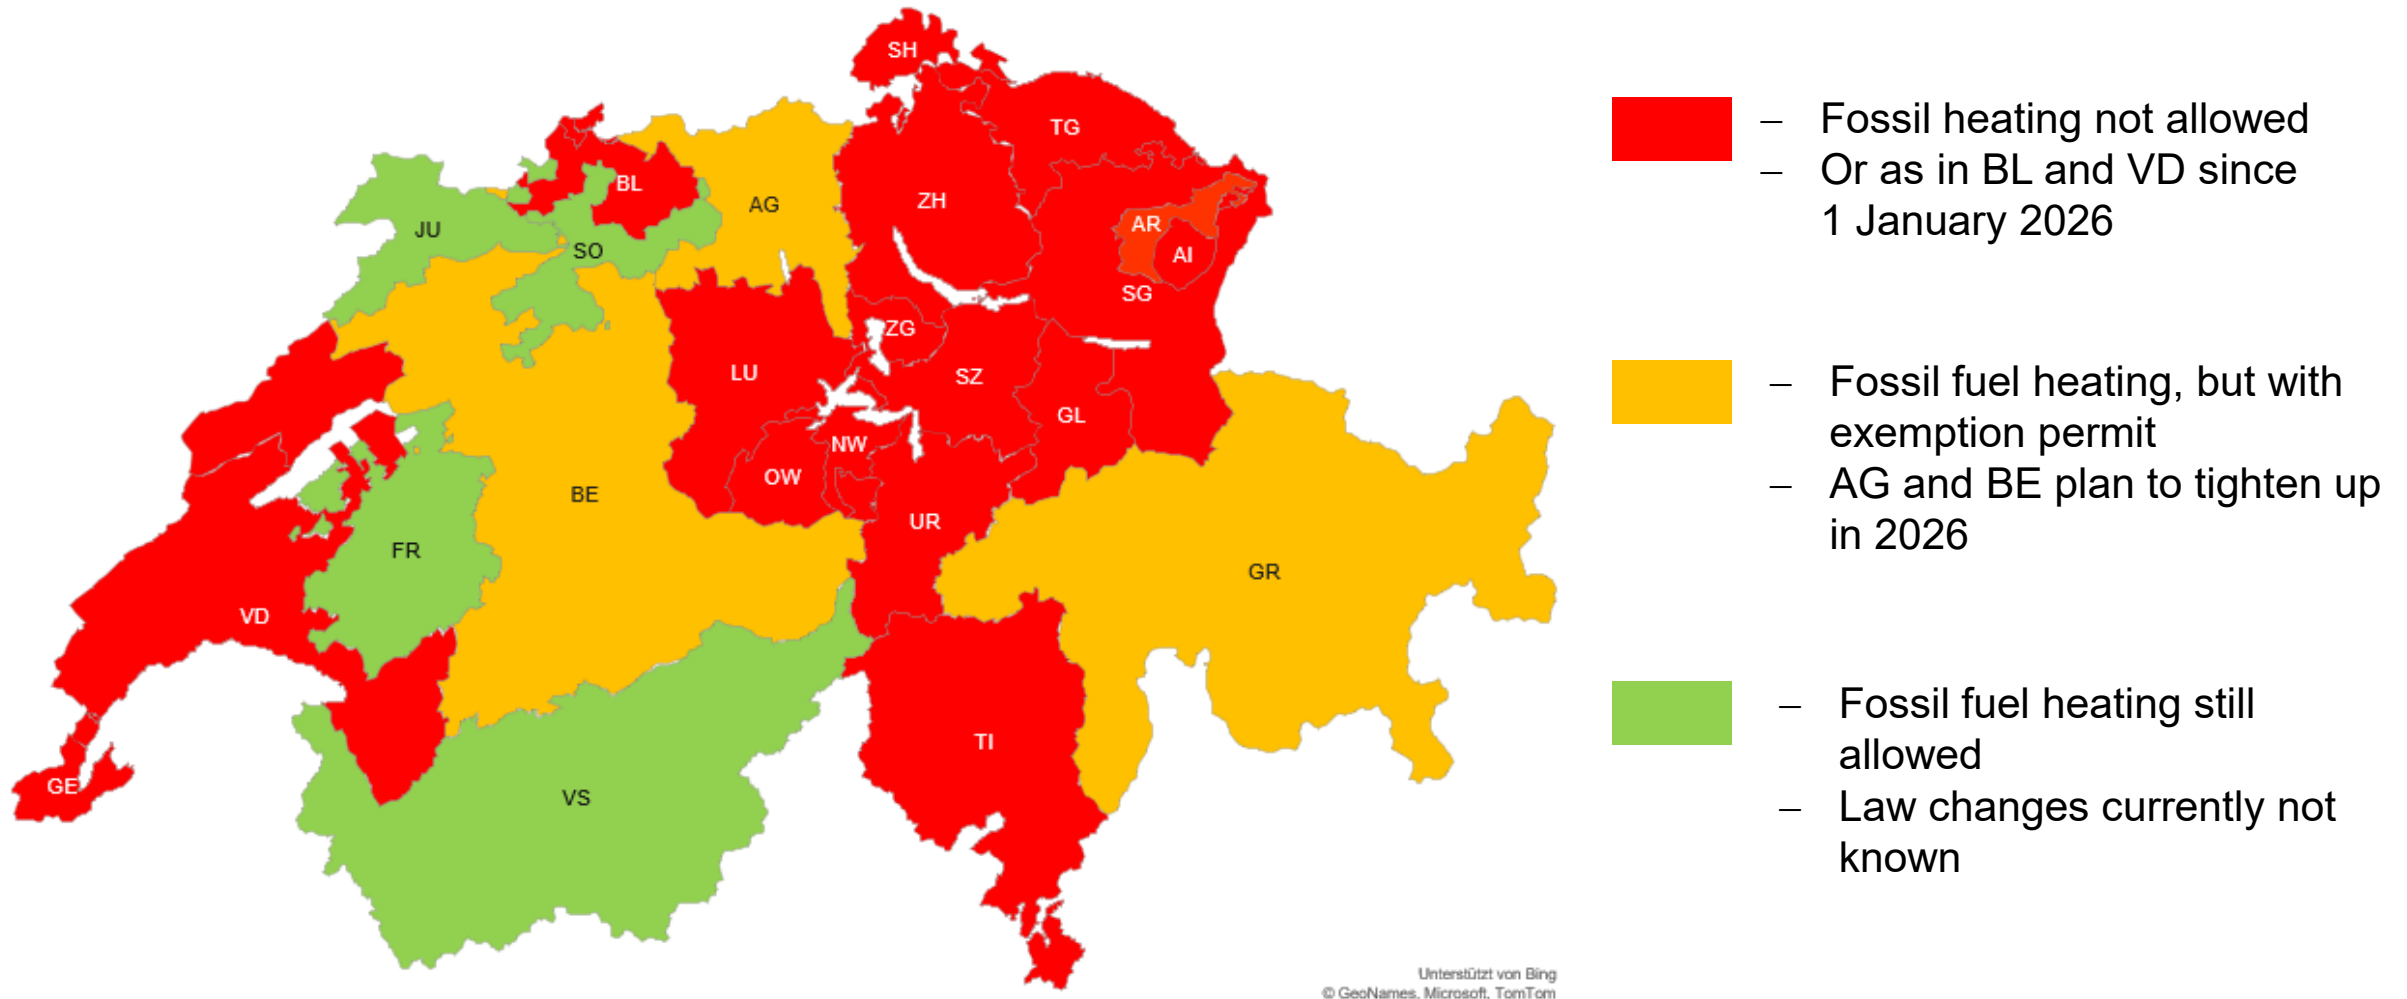 SH
TG
BL
ZH
AG
AR
JU
SO
AI
SG
ZG
LU
SZ
GL
NW
OW
BE
UR
FR
GR
VD
TI
GE
VS
– Fossil heating not allowed
– Or as in BL and VD since
1 January 2026
– Fossil fuel heating, but with
exemption permit
– AG and BE plan to tighten up
in 2026
– Fossil fuel heating still
allowed
– Law changes currently not
known
Unterstützt von Bing
© GeoNames, Microsoft, TomTom